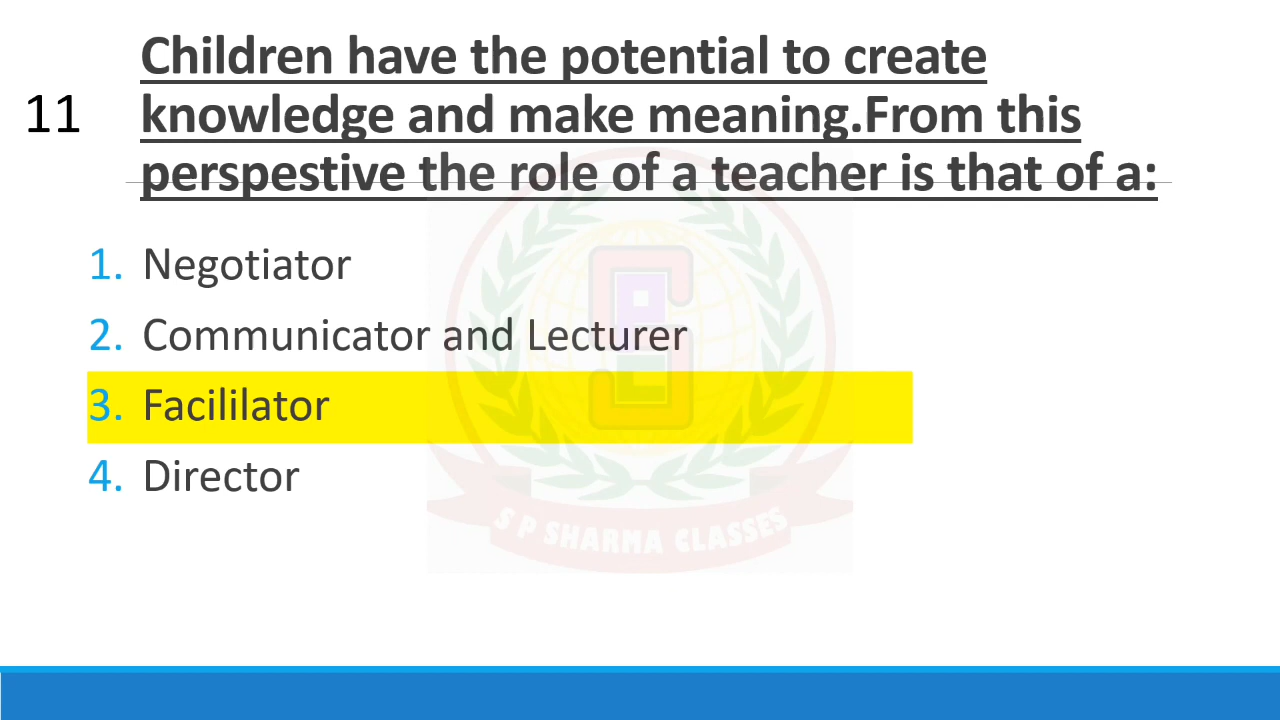 Children have the potential to create
11
knowledge and make meaning.From this
perspestive the role of a teacher is that of a:
1. Negotiator
2. Communicator and Lecturer
3. Facililator
4. Director
S P SHARMA CLASSES